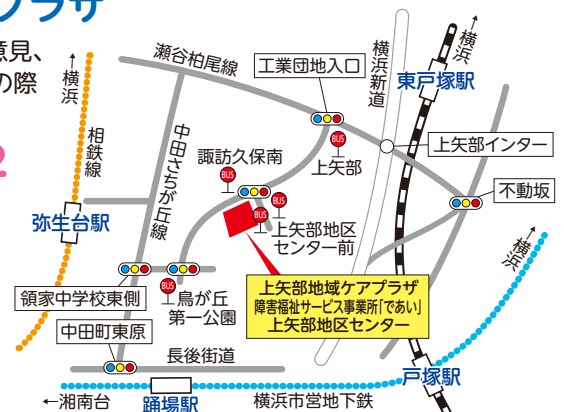 プラザ
意見、
の際
2
←横浜
相鉄線
弥生台駅
瀬谷柏尾線
中田さちが丘線
工業団地入口
横浜新道
←横浜
東戸塚駅
BUS
上矢部
上矢部インター
不動坂
諏訪久保南
BUS
BUS
BUS
上矢部地区
センター前
←横浜
領家中学校東側
BUS
鳥が丘
第一公園
上矢部地域ケアプラザ
障害福祉サービス事業所「であい」
上矢部地区センター
中田町東原
長後街道
戸塚駅
←湘南台
踊場駅
横浜市営地下鉄